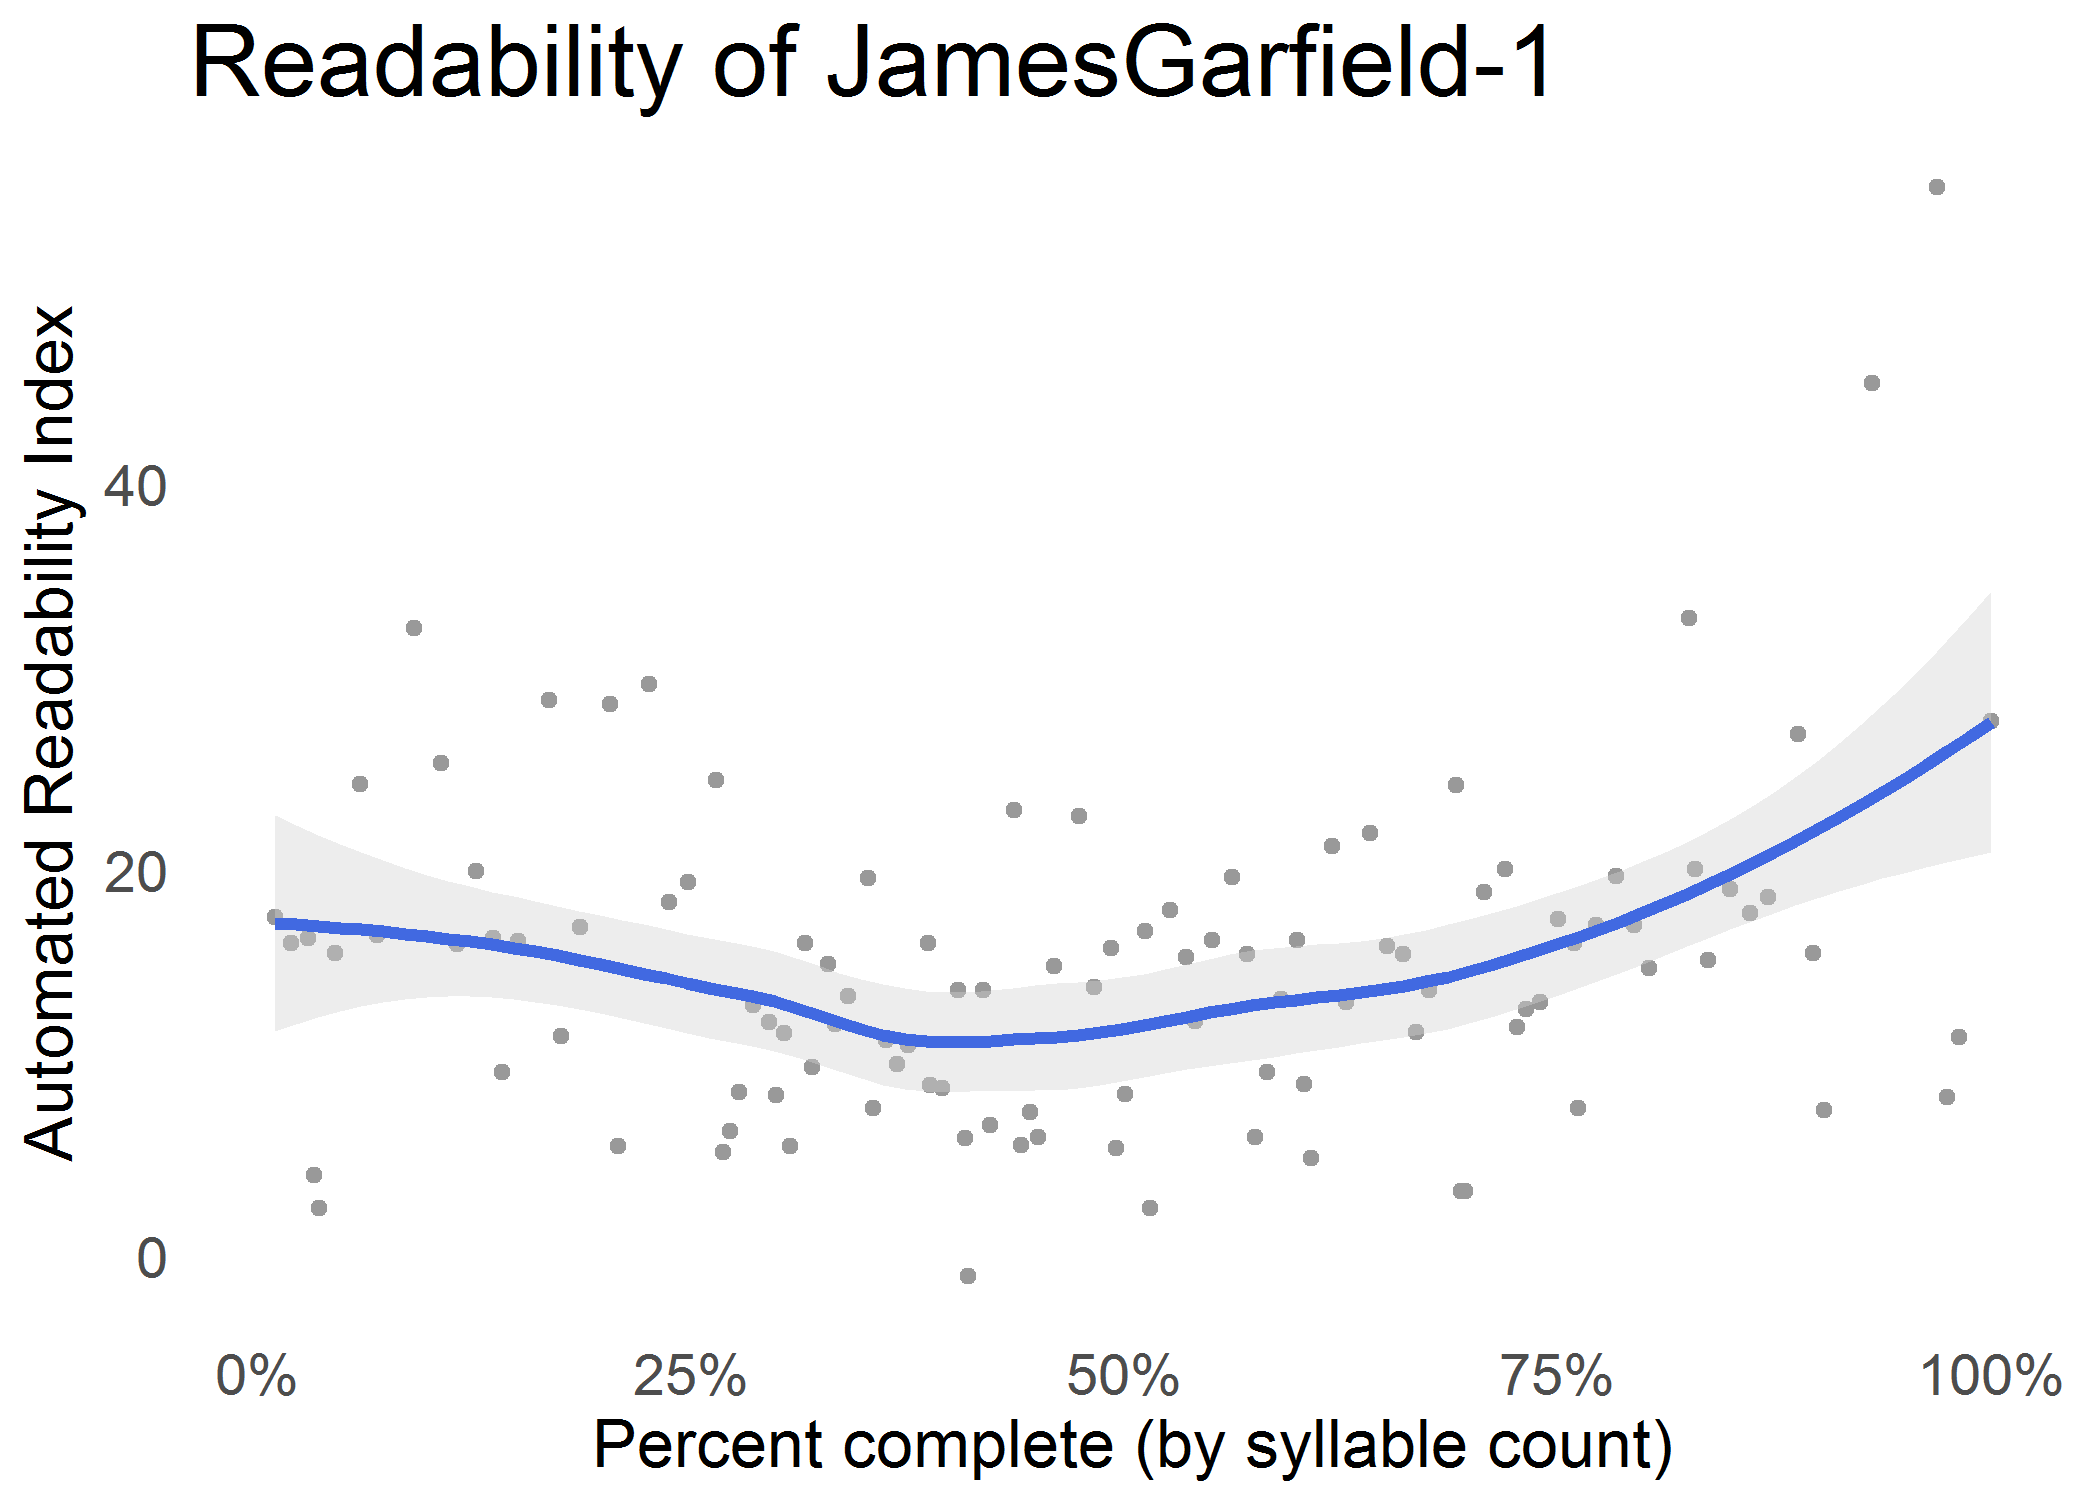 Readability of JamesGarfield-1
Automated Readability Index
40
20
0
0%
25%
50%
75%
100%
Percent complete (by syllable count)